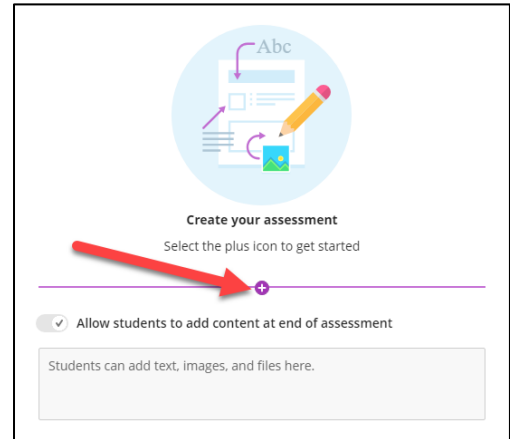 Abc
Create your assessment
Select the plus icon to get started
Allow students to add content at end of assessment
Students can add text, images, and files here.